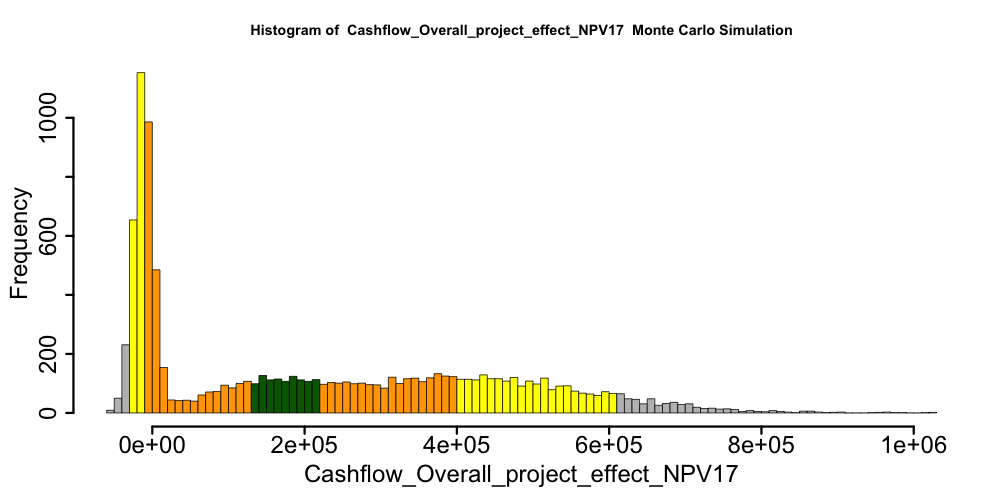 Histogram of  Cashflow_Overall_project_effect_NPV17  Monte Carlo Simulation
Frequency
1000
600
200
0
0e+00 2e+05 4e+05 6e+05 8e+05 1e+06
Cashflow_Overall_project_effect_NPV17